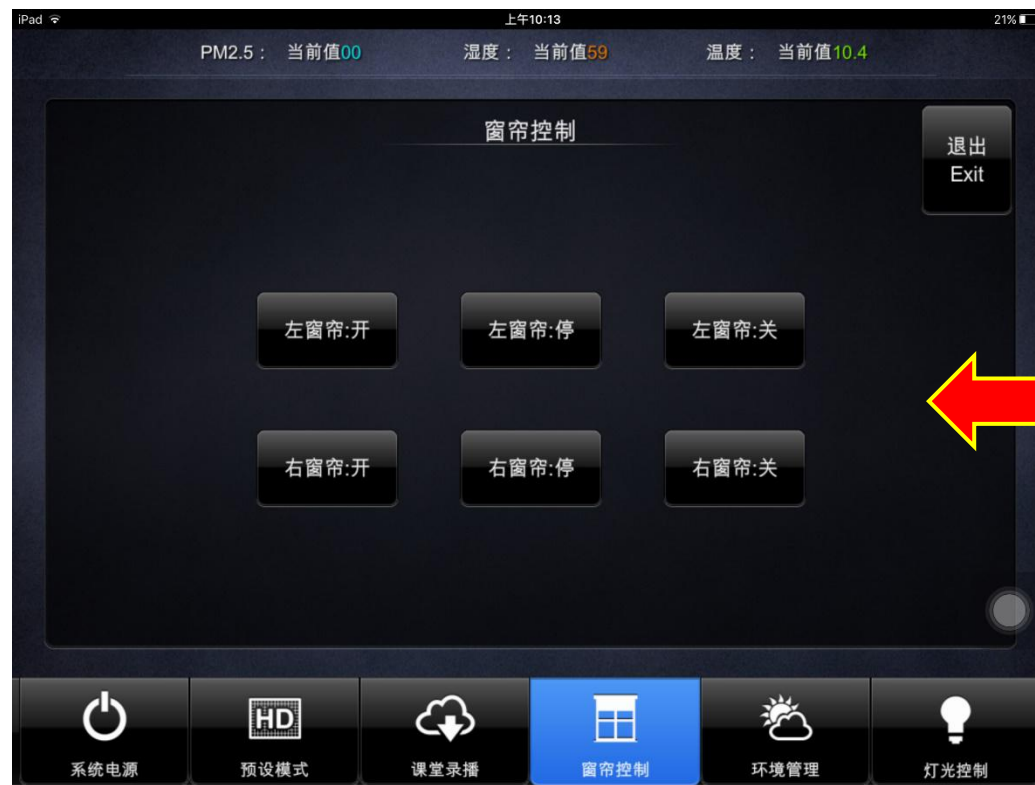 iPad 上午10:13 21%
PM2.5： 当前值00 湿度： 当前值59 温度： 当前值10.4
窗帘控制
退出
Exit
左窗帘:开 左窗帘:停 左窗帘:关
右窗帘:开 右窗帘:停 右窗帘:关
HD
系统电源 预设模式 课堂录播 窗帘控制 环境管理 灯光控制